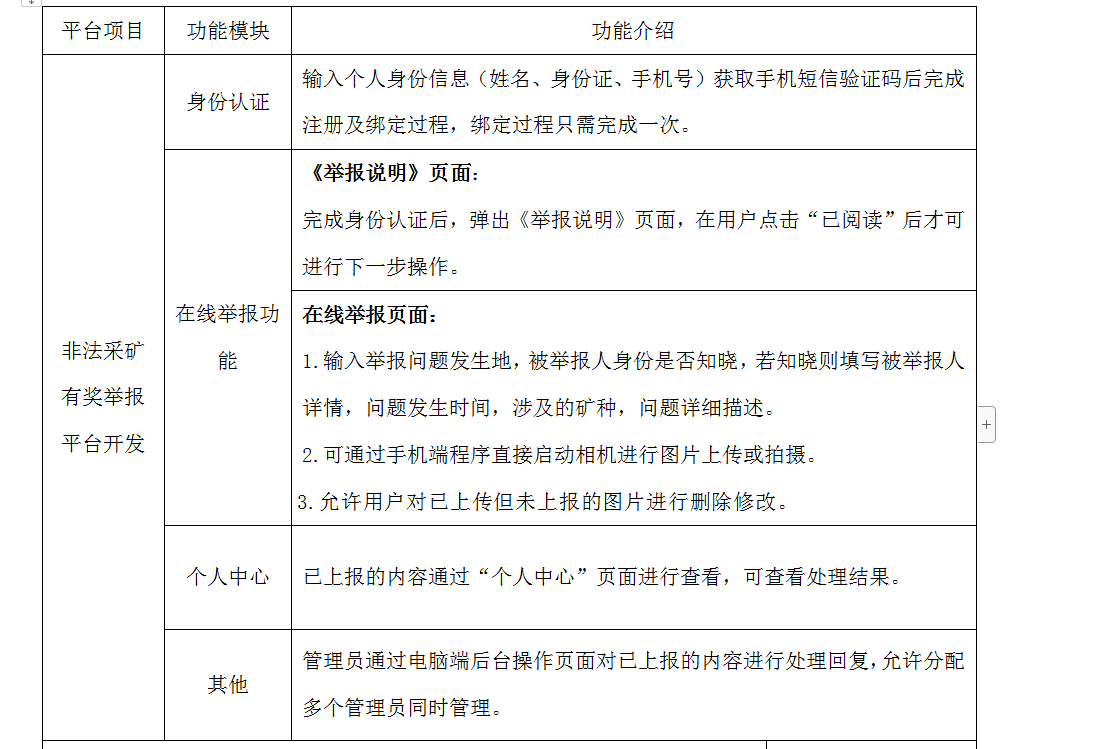 平台项目 功能模块 功能介绍
非法采矿
有奖举报
平台开发
身份认证
输入个人身份信息（姓名、身份证、手机号）获取手机短信验证码后完成
注册及绑定过程，绑定过程只需完成一次。
在线举报功
能
《举报说明》页面：
完成身份认证后，弹出《举报说明》页面，在用户点击“已阅读”后才可
进行下一步操作。
在线举报页面：
1.输入举报问题发生地，被举报人身份是否知晓，若知晓则填写被举报人
详情，问题发生时间，涉及的矿种，问题详细描述。
2.可通过手机端程序直接启动相机进行图片上传或拍摄。
3.允许用户对已上传但未上报的图片进行删除修改。
个人中心
已上报的内容通过“个人中心”页面进行查看，可查看处理结果。
其他
管理员通过电脑端后台操作页面对已上报的内容进行处理回复，允许分配
多个管理员同时管理。